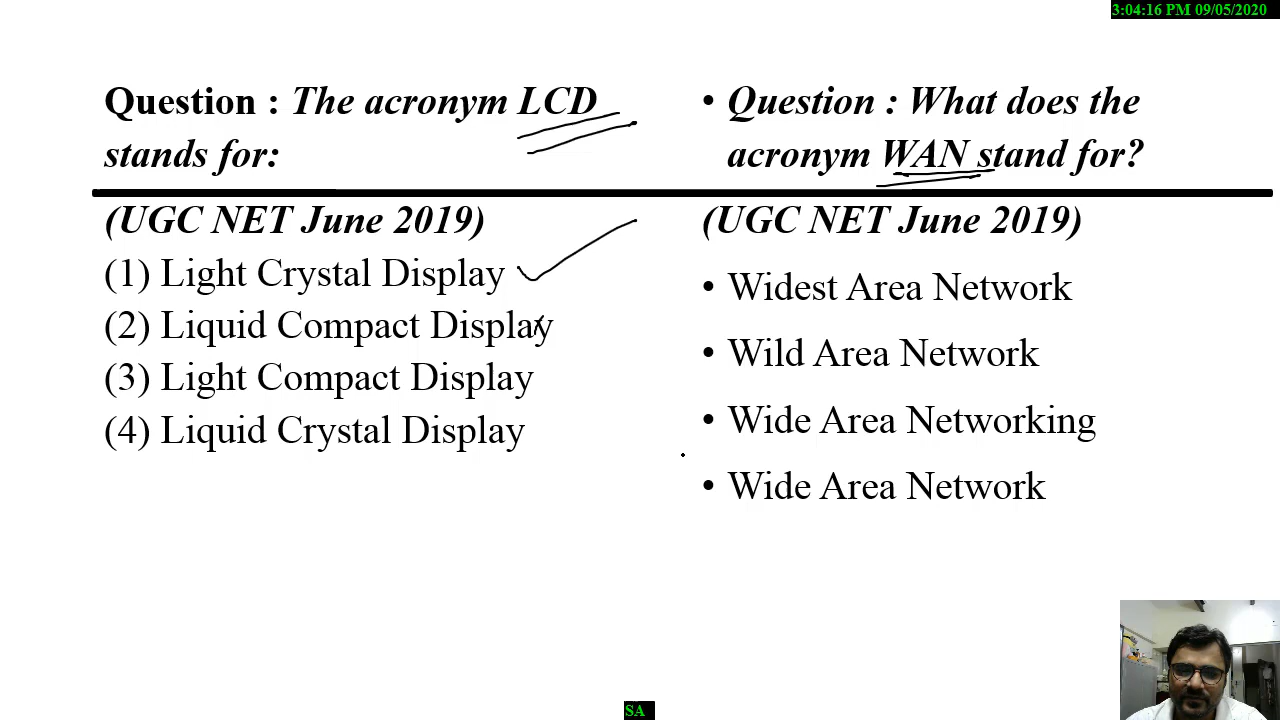 3:04:16 PM 09/05/2020
Question : The acronym LCD
stands for:
(UGC NET June 2019)
(1) Light Crystal Display
(2) Liquid Compact Display
(3) Light Compact Display
(4) Liquid Crystal Display
• Question : What does the
acronym WAN stand for?
(UGC NET June 2019)
• Widest Area Network
• Wild Area Network
• Wide Area Networking
• Wide Area Network
SA